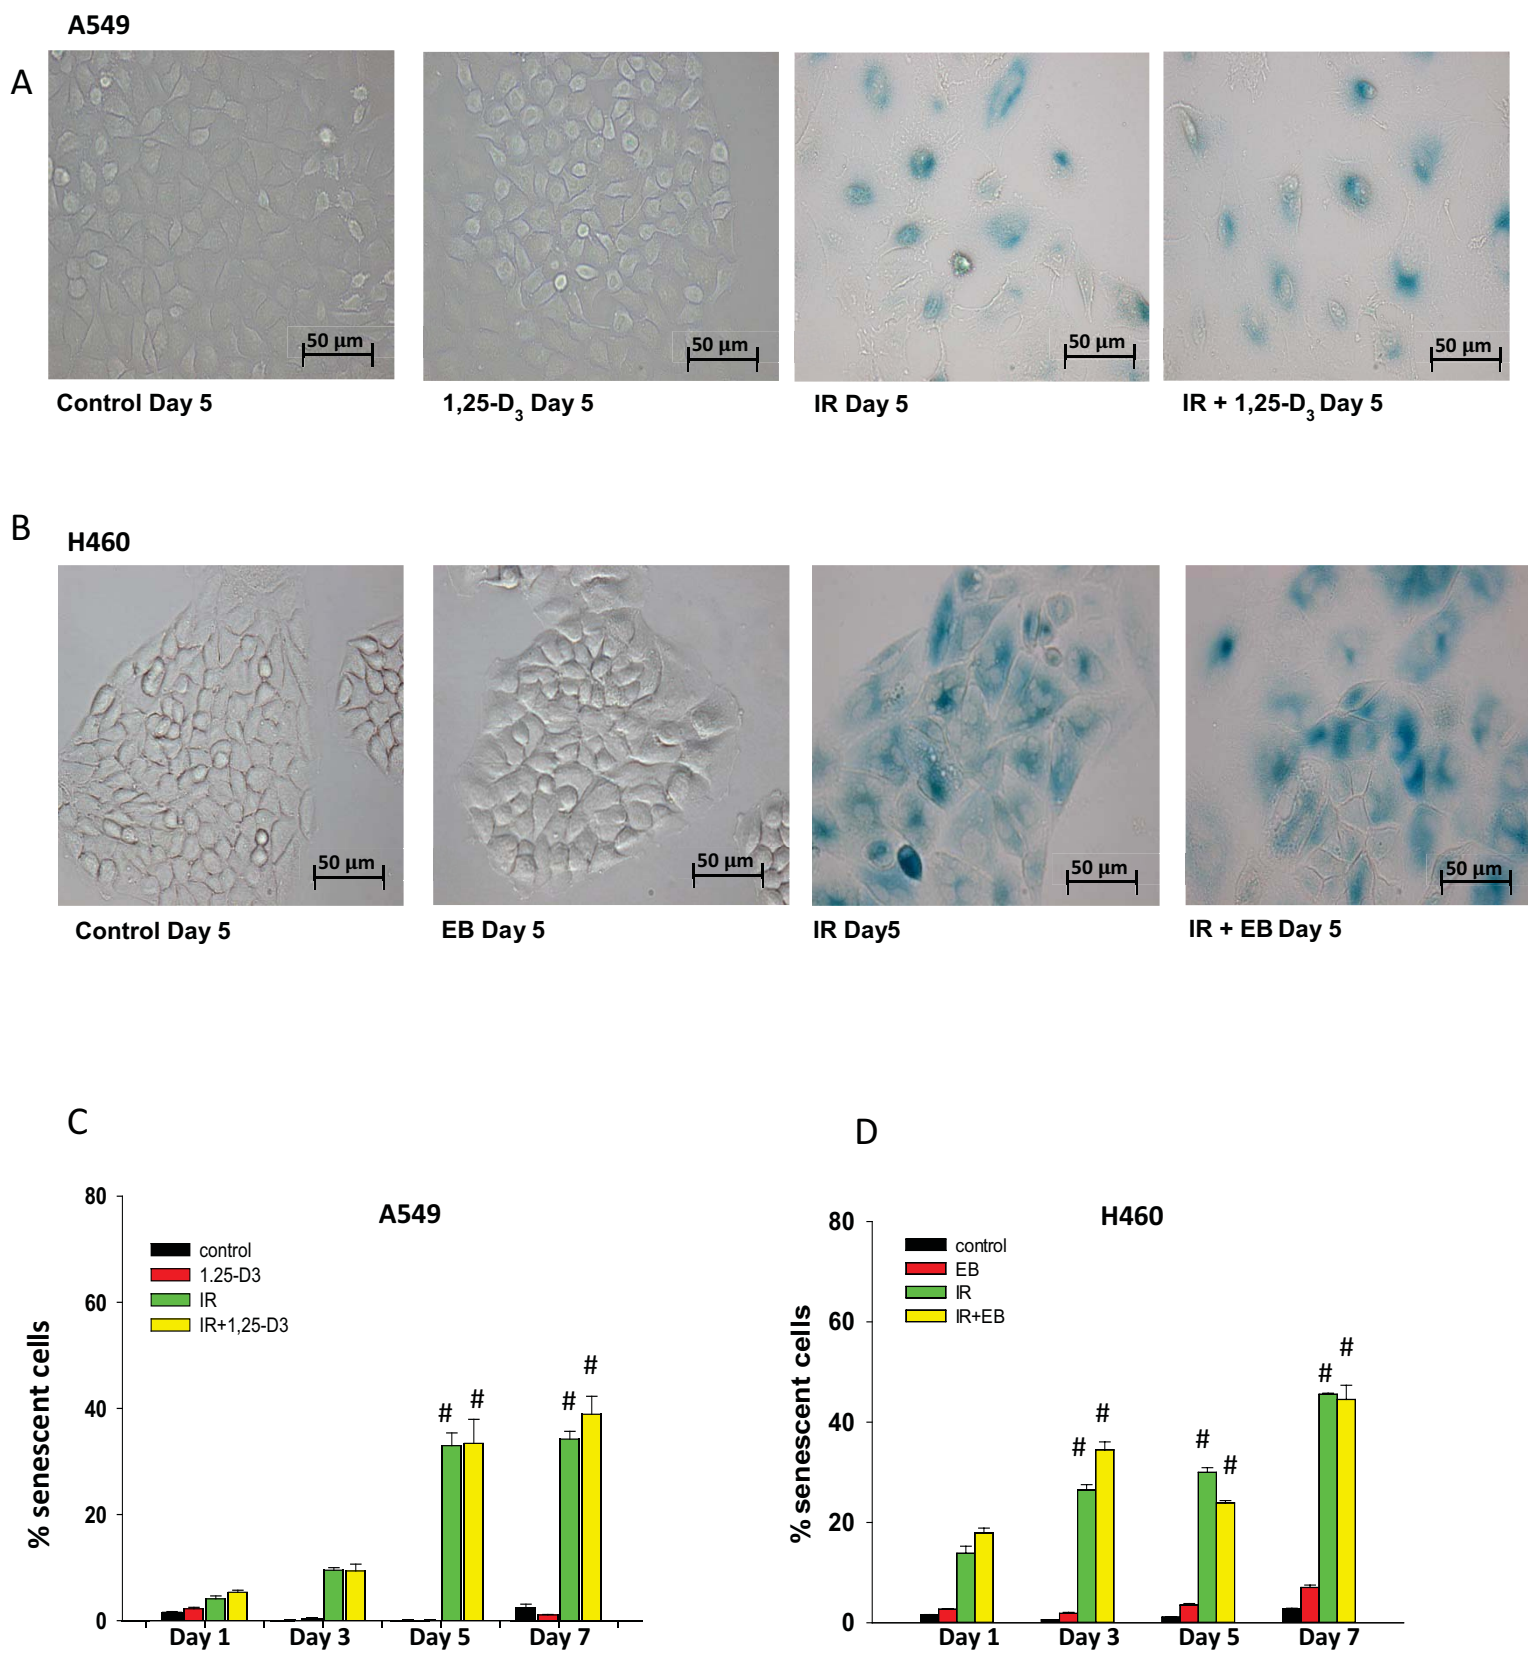 A549
A
50 µm
50 µm
50 µm
50 µm
Control Day 5
1,25-D3 Day 5
IR Day 5
IR + 1,25-D3 Day 5
B
H460
50 µm
50 µm
50 µm
50 µm
Control Day 5
EB Day 5
IR Day5
IR + EB Day 5
C
A549
% senescent cells
80
60
40
20
0
control
1.25-D3
IR
IR+1,25-D3
# #
# #
Day 1 Day 3 Day 5 Day 7
D
H460
% senescent cells
80
60
40
20
0
control
EB
IR
IR+EB
# #
# #
# #
Day 1 Day 3 Day 5 Day 7